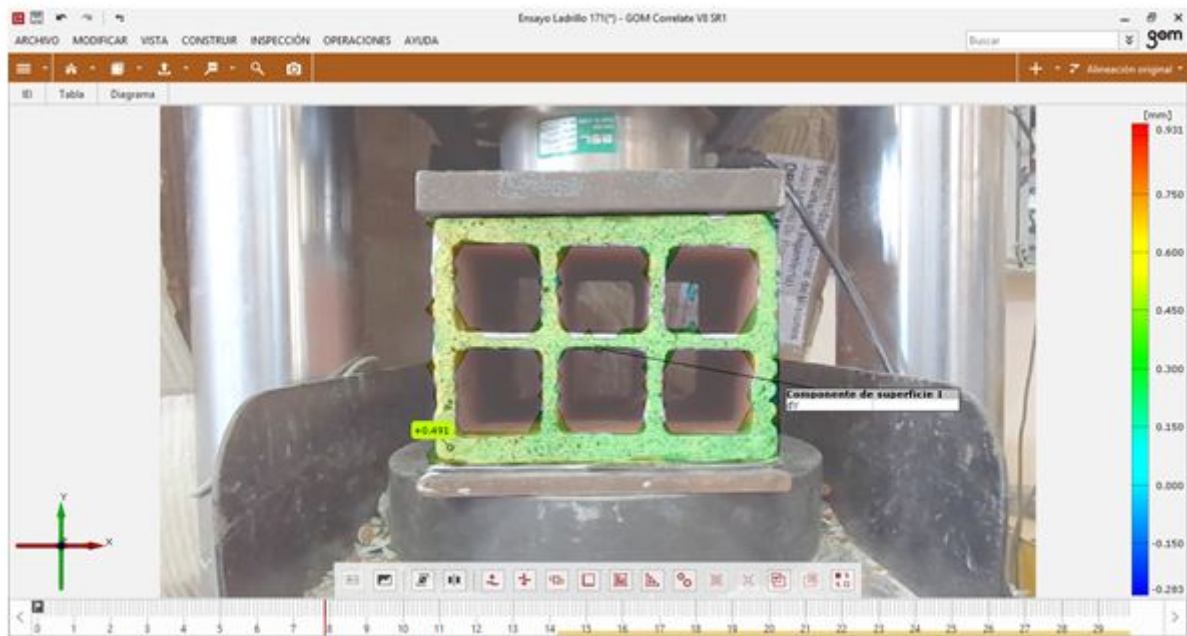 Ensayo Ladrillo 171(*) - GOM Correlate V8 SR1
ARCHIVO MODIFICAR VISTA CONSTRUIR INSPECCIÓN OPERACIONES AYUDA
Buscar
gom
Alineación original
Tabla Diagrama
[mm]
0.931
0.750
0.600
0.450
0.300
0.150
0.000
-0.150
-0.283
Componente de superficie 1
dY
+0.491
Y
X
0 1 2 3 4 5 6 7 8 9 10 11 12 13 14 15 16 17 18 19 20 21 22 23 24 25 26 27 28 29